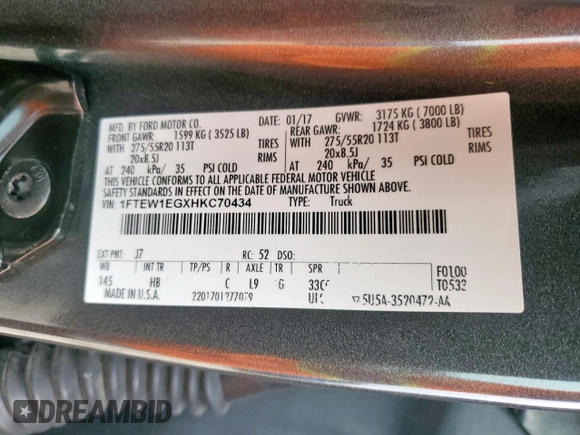 MFD. BY FORD MOTOR CO. DATE: 01/17 GVWR: 3175 KG ( 7000 LB)
FRONT GAWR: 1599 KG ( 3525 LB) REAR GAWR: 1724 KG ( 3800 LB)
WITH 275/55R20 113T TIRES WITH 275/55R20 113T TIRES
20x8.5J RIMS 20x8.5J RIMS
AT 240 kPa/ 35 PSI COLD AT 240 kPa/ 35 PSI COLD
THIS VEHICLE CONFORMS TO ALL APPLICABLE FEDERAL MOTOR VEHICLE
SAFETY STANDARDS IN EFFECT ON THE DATE OF MANUFACTURE SHOWN ABOVE.
VIN: 1FTEW1EGXHKC70434 TYPE: Truck
EXT PNT: J7 RC: 52 DSO:
WB INT TR TP/PS R AXLE TR SPR
145 HB C L9 G
MADE IN U.S.A.
DREAMBID